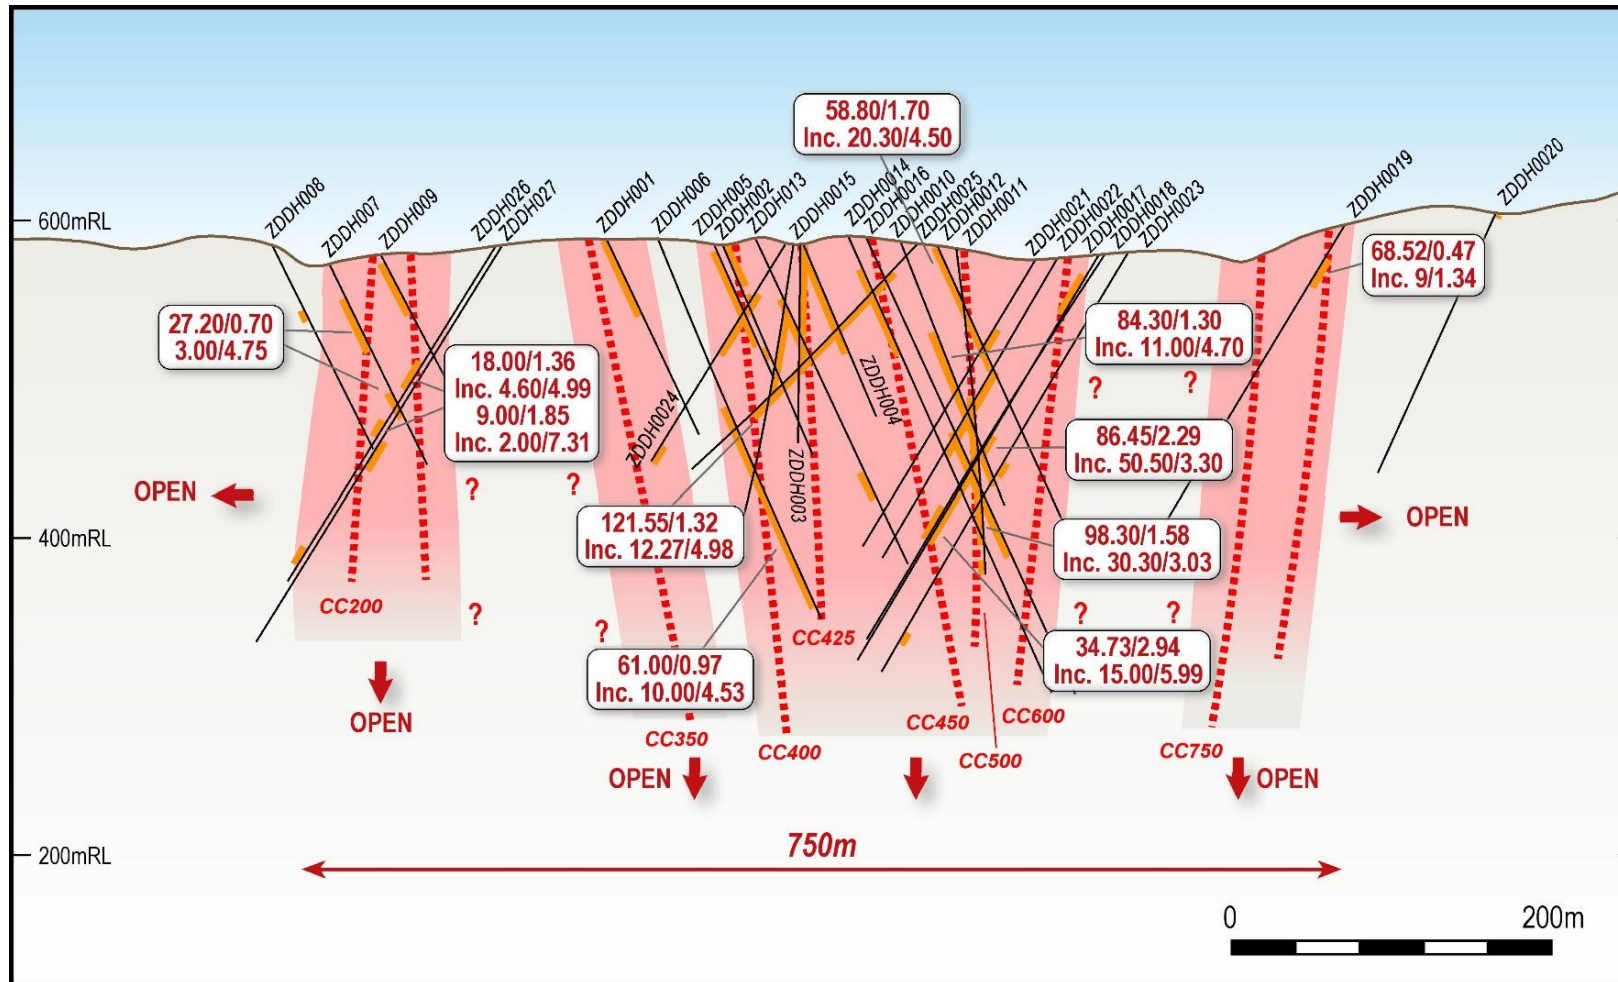 58.80/1.70
Inc. 20.30/4.50
ZDDH008
ZDDH007
ZDDH009
ZDDH0026
ZDDH0027
ZDDH001
ZDDH006
ZDDH005
ZDDH002
ZDDH013
ZDDH0015
ZDDH0014
ZDDH0016
ZDDH0010
ZDDH0025
ZDDH0012
ZDDH0011
ZDDH0021
ZDDH0022
ZDDH0017
ZDDH0018
ZDDH0023
ZDDH0019
ZDDH0020
600mRL
68.52/0.47
Inc. 9/1.34
27.20/0.70
3.00/4.75
18.00/1.36
Inc. 4.60/4.99
9.00/1.85
Inc. 2.00/7.31
84.30/1.30
Inc. 11.00/4.70
? ?
ZDDH004
ZDDH0024
ZDDH003
86.45/2.29
Inc. 50.50/3.30
OPEN
? ?
OPEN
121.55/1.32
Inc. 12.27/4.98
400mRL
98.30/1.58
Inc. 30.30/3.03
CC200
? ?
? ?
CC425
61.00/0.97
Inc. 10.00/4.53
34.73/2.94
Inc. 15.00/5.99
OPEN
CC350
CC400
CC450
CC600
CC500
CC750
OPEN
OPEN
750m
200mRL
0 200m